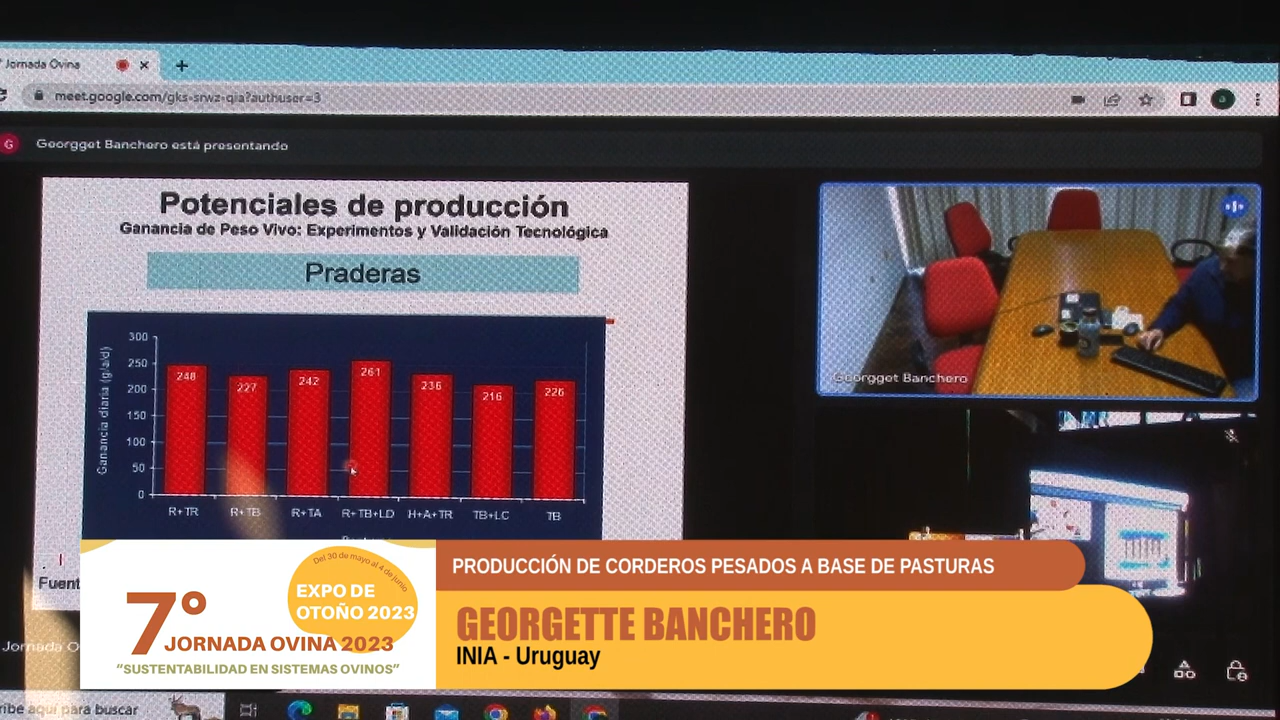 Jornada Ovina
meet.google.com/gks-srwz-qia?authuser=3
G
Georgget Banchero está presentando
Potenciales de producción
Ganancia de Peso Vivo: Experimentos y Validación Tecnológica
Praderas
Ganancia diaria (g/a/d)
300
250
200
150
100
50
0
248
227
242
261
236
216
226
R+TR
R+TB
R+TA
R+TB+LD
H+A+TR
TB+LC
TB
Georgget Banchero
Fuent
Jornada O
Del 30 de mayo al 4 de junio
EXPO DE
OTOÑO 2023
7°
JORNADA OVINA 2023
“SUSTENTABILIDAD EN SISTEMAS OVINOS”
PRODUCCIÓN DE CORDEROS PESADOS A BASE DE PASTURAS
GEORGETTE BANCHERO
INIA - Uruguay
ribe aquí para buscar